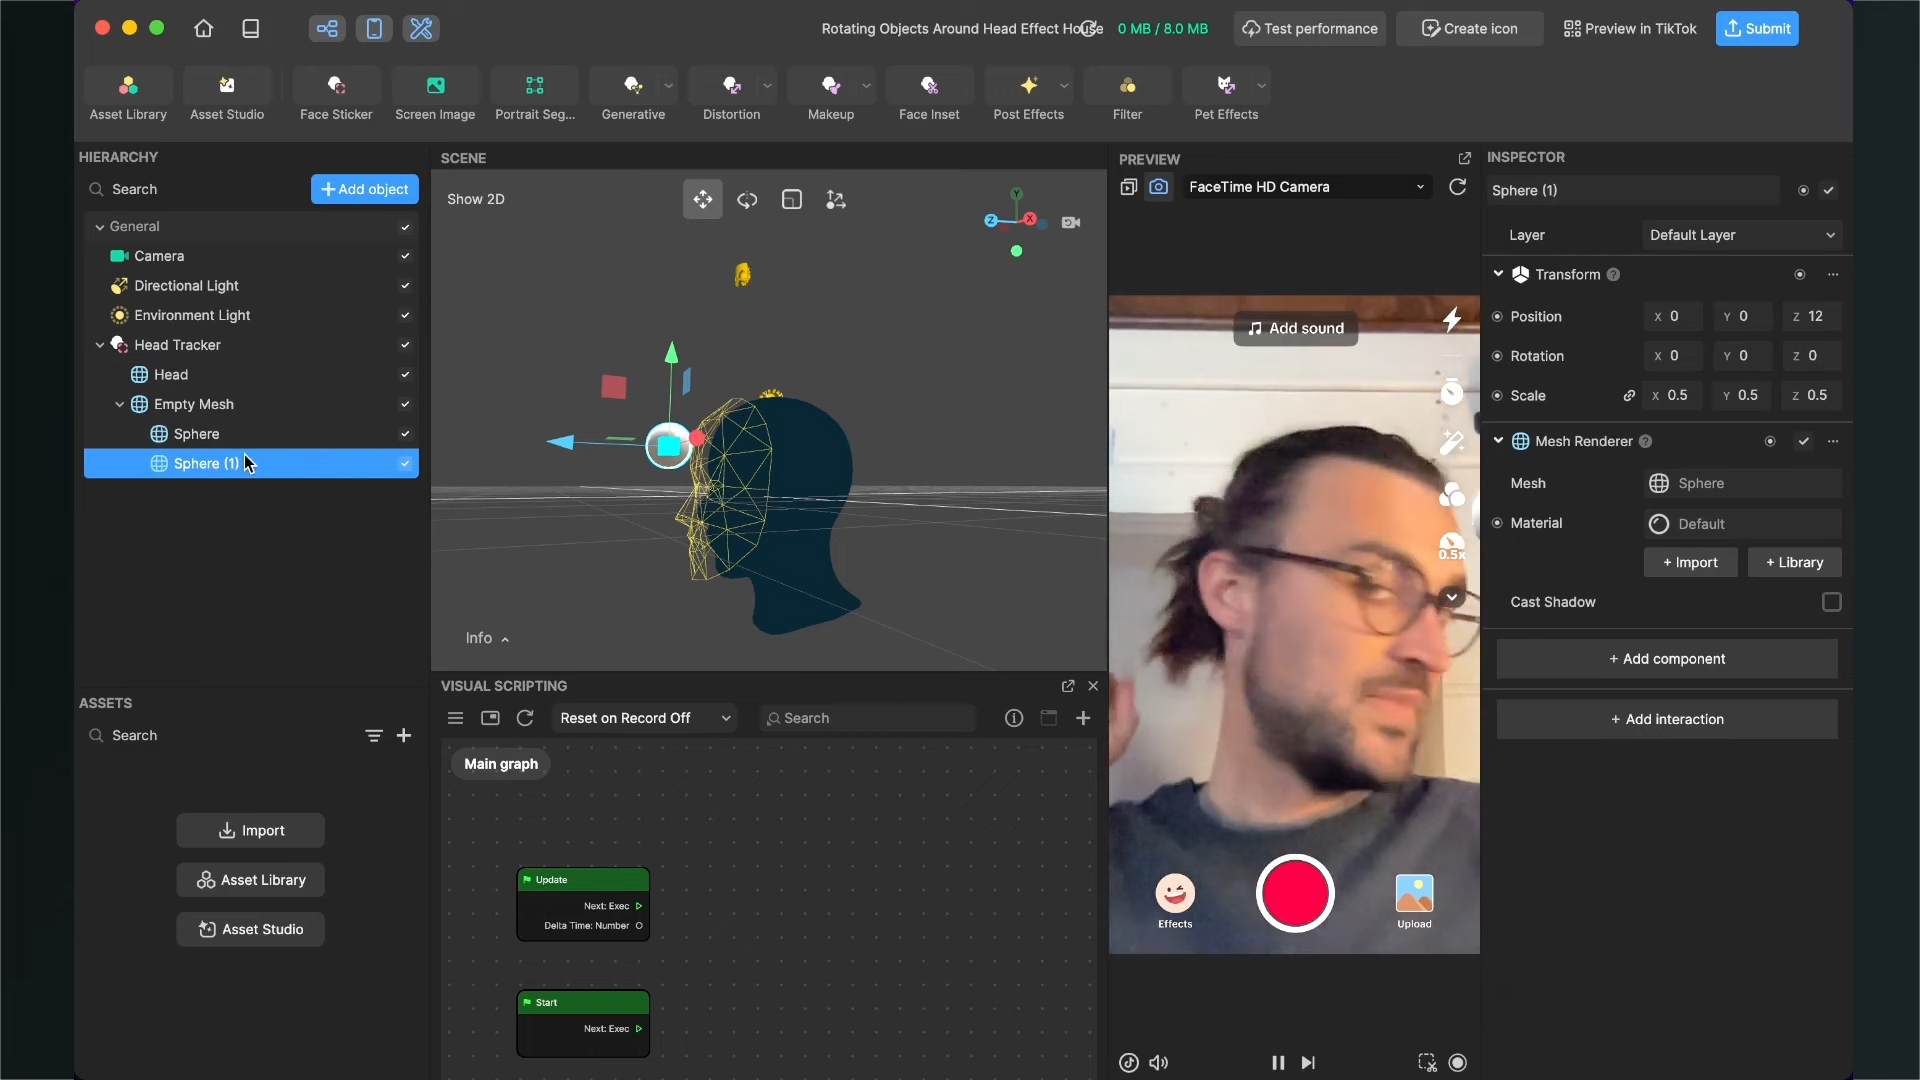 Rotating Objects Around Head Effect House
0 MB / 8.0 MB
Test performance
Create icon
Preview in TikTok
Submit
Asset Library
Asset Studio
Face Sticker
Screen Image
Portrait Seg...
Generative
Distortion
Makeup
Face Inset
Post Effects
Filter
Pet Effects
HIERARCHY
Search
Add object
General
Camera
Directional Light
Environment Light
Head Tracker
Head
Empty Mesh
Sphere
Sphere (1)
ASSETS
Search
Import
Asset Library
Asset Studio
SCENE
Show 2D
Y
Z
X
Info
VISUAL SCRIPTING
Reset on Record Off
Search
Main graph
Update
Next: Exec
Delta Time: Number
Start
Next: Exec
PREVIEW
FaceTime HD Camera
Add sound
0.5x
Effects
Upload
INSPECTOR
Sphere (1)
Layer
Default Layer
Transform
Position X 0 Y 0 Z 12
Rotation X 0 Y 0 Z 0
Scale X 0.5 Y 0.5 Z 0.5
Mesh Renderer
Mesh
Sphere
Material
Default
+ Import
+ Library
Cast Shadow
+ Add component
+ Add interaction